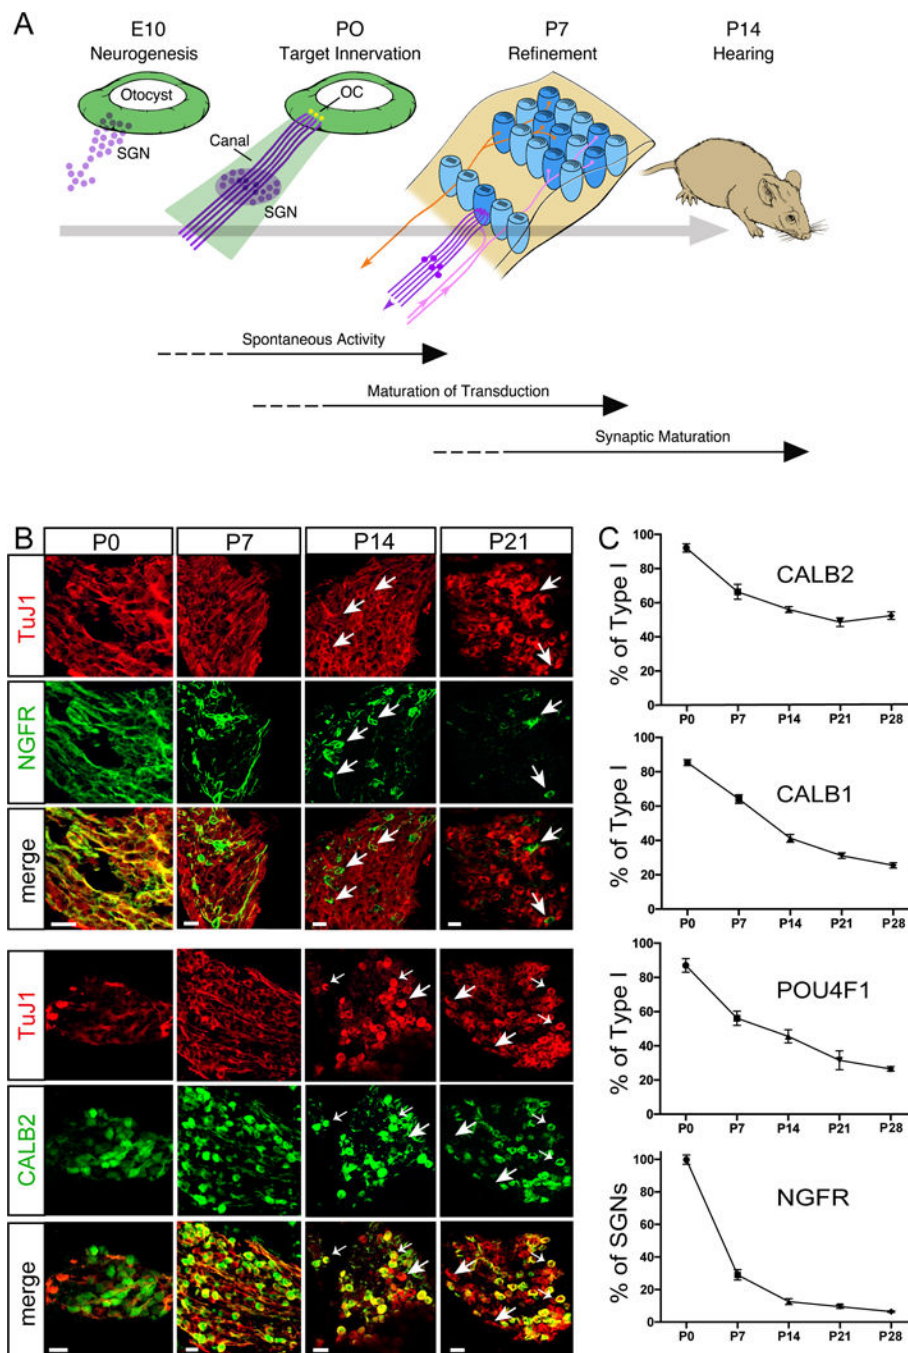 A
E10
Neurogenesis
PO
Target Innervation
P7
Refinement
P14
Hearing
Otocyst
SGN
OC
Canal
SGN
Spontaneous Activity
Maturation of Transduction
Synaptic Maturation
B
P0
P7
P14
P21
TuJ1
NGFR
merge
TuJ1
CALB2
merge
C
CALB2
% of Type I
100
80
60
40
20
0
P0
P7
P14
P21
P28
CALB1
% of Type I
100
80
60
40
20
0
P0
P7
P14
P21
P28
POU4F1
% of Type I
100
80
60
40
20
0
P0
P7
P14
P21
P28
NGFR
% of SGNs
100
80
60
40
20
0
P0
P7
P14
P21
P28